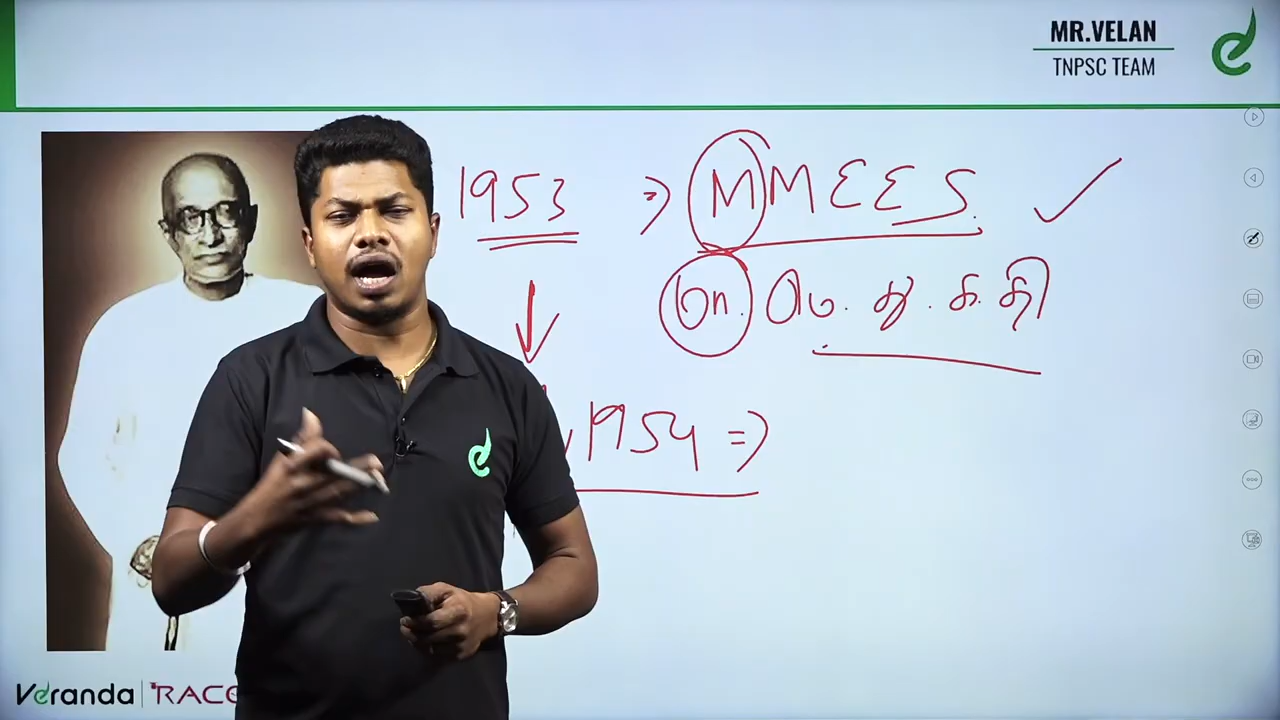 MR.VELAN
TNPSC TEAM
1953 => MMEES ✓
மா. மெ. து. க. தி
1954 =>
Veranda | RACE